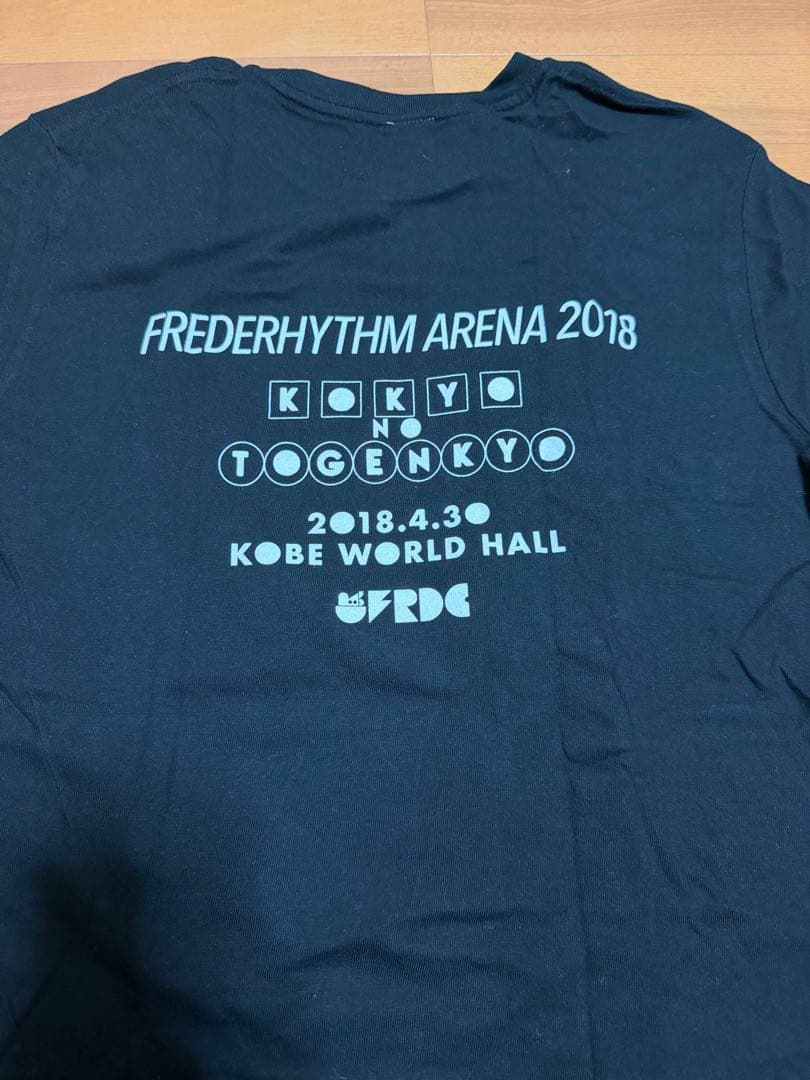 FREDERHYTHM ARENA 2018
KOKYO
NO
TOGENKYO
2018.4.30
KOBE WORLD HALL
FRDC